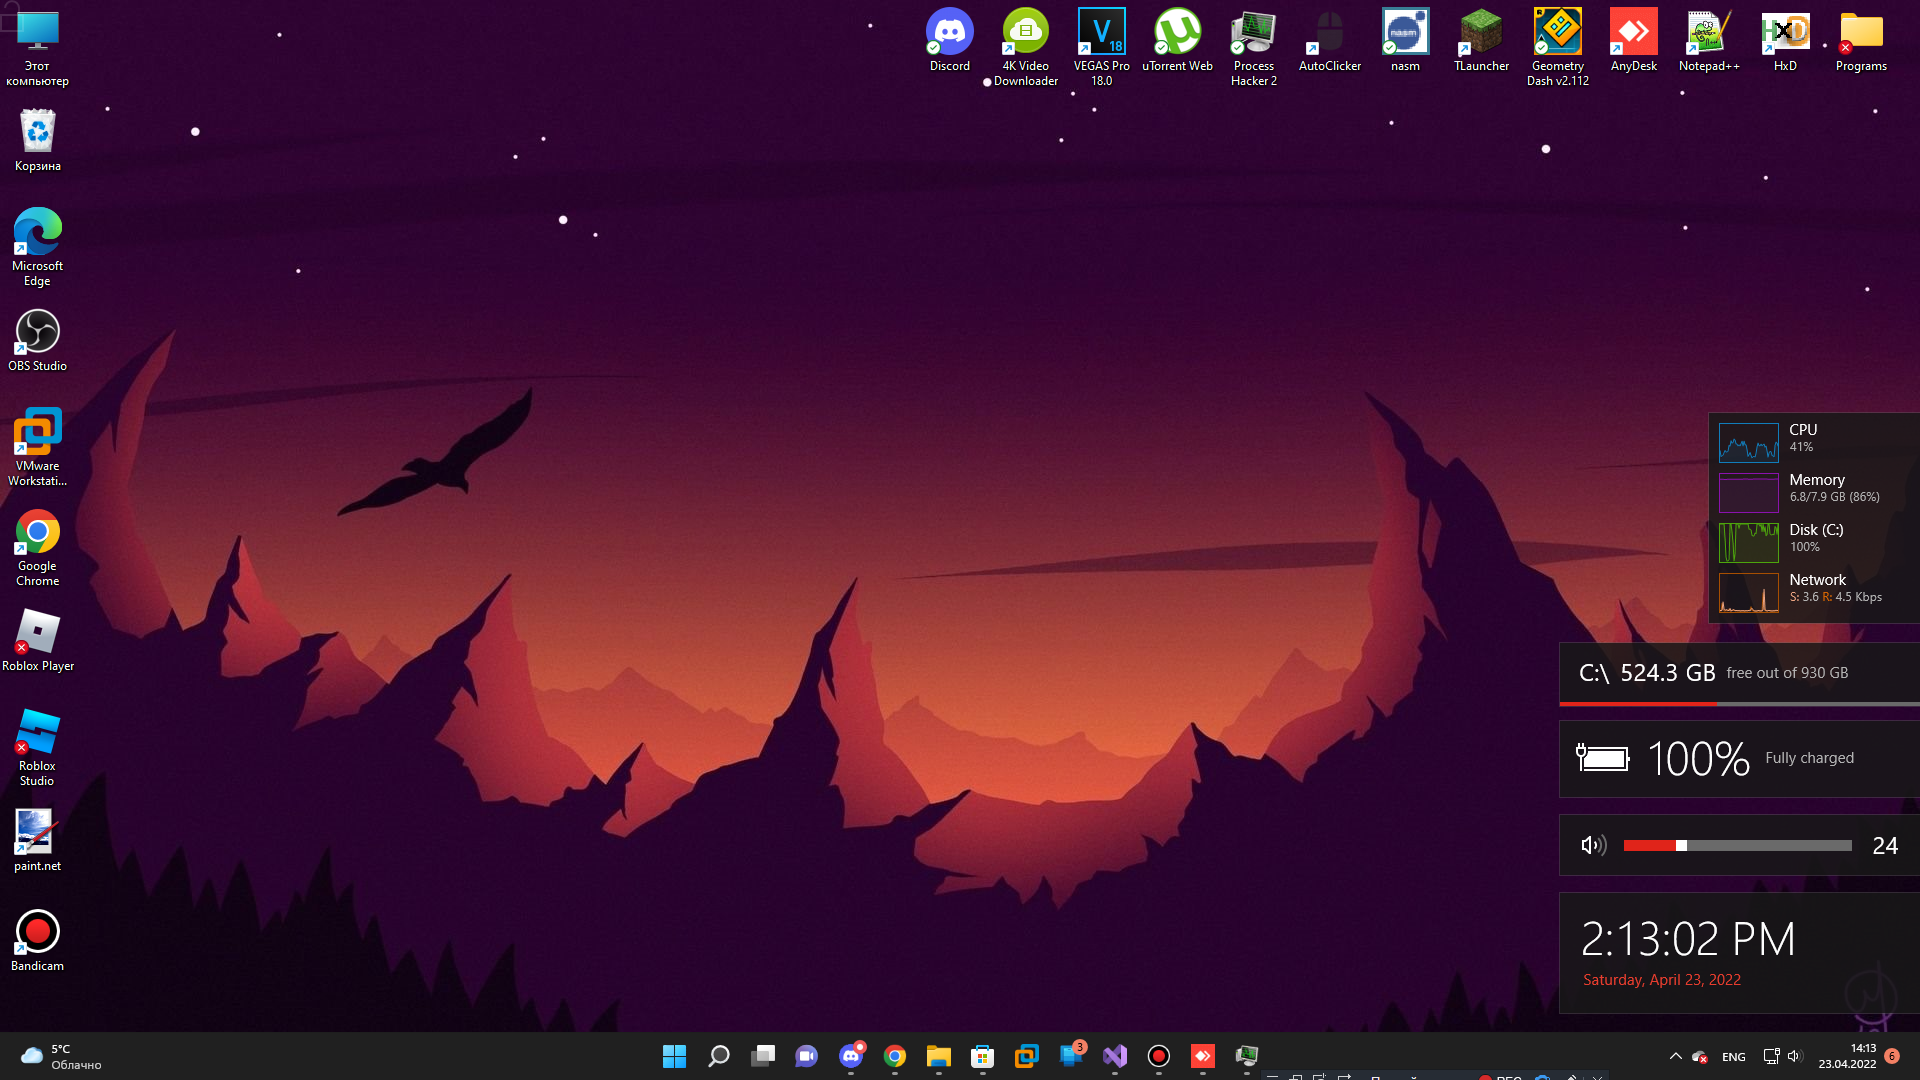 Этот
компьютер
Корзина
Microsoft
Edge
OBS Studio
VMware
Workstati...
Google
Chrome
Roblox Player
Roblox
Studio
paint.net
Bandicam
Discord
4K Video
Downloader
VEGAS Pro
18.0
V
18
uTorrent Web
Process
Hacker 2
AutoClicker
nasm
nasm
TLauncher
Geometry
Dash v2.112
AnyDesk
Notepad++
HxD
HxD
Programs
CPU
41%
Memory
6.8/7.9 GB (86%)
Disk (C:)
100%
Network
S: 3.6 R: 4.5 Kbps
C:\ 524.3 GB free out of 930 GB
100% Fully charged
24
2:13:02 PM
Saturday, April 23, 2022
5°C
Облачно
3
ENG
14:13
23.04.2022
6